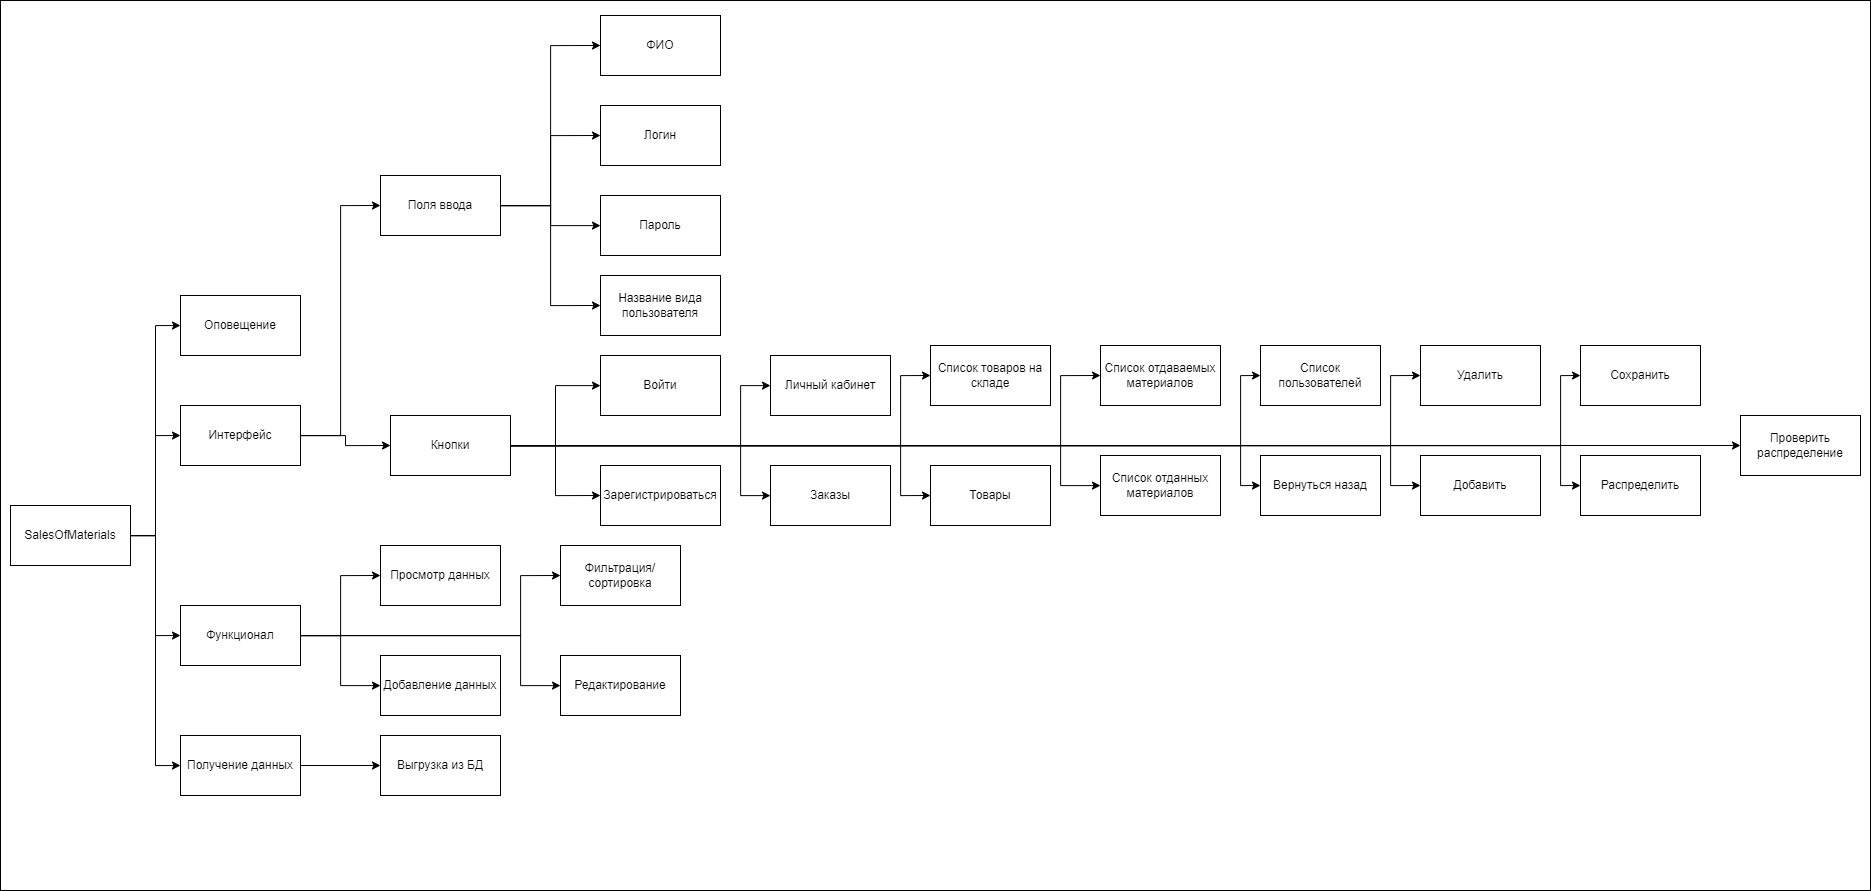 ФИО
Логин
Поля ввода
Пароль
Название вида
пользователя
Оповещение
Войти
Личный кабинет
Список товаров на
складе
Список отдаваемых
материалов
Список
пользователей
Удалить
Сохранить
Интерфейс
Кнопки
Проверить
распределение
Зарегистрироваться
Заказы
Товары
Список отданных
материалов
Вернуться назад
Добавить
Распределить
SalesOfMaterials
Просмотр данных
Фильтрация/
сортировка
Функционал
Добавление данных
Редактирование
Получение данных
Выгрузка из БД